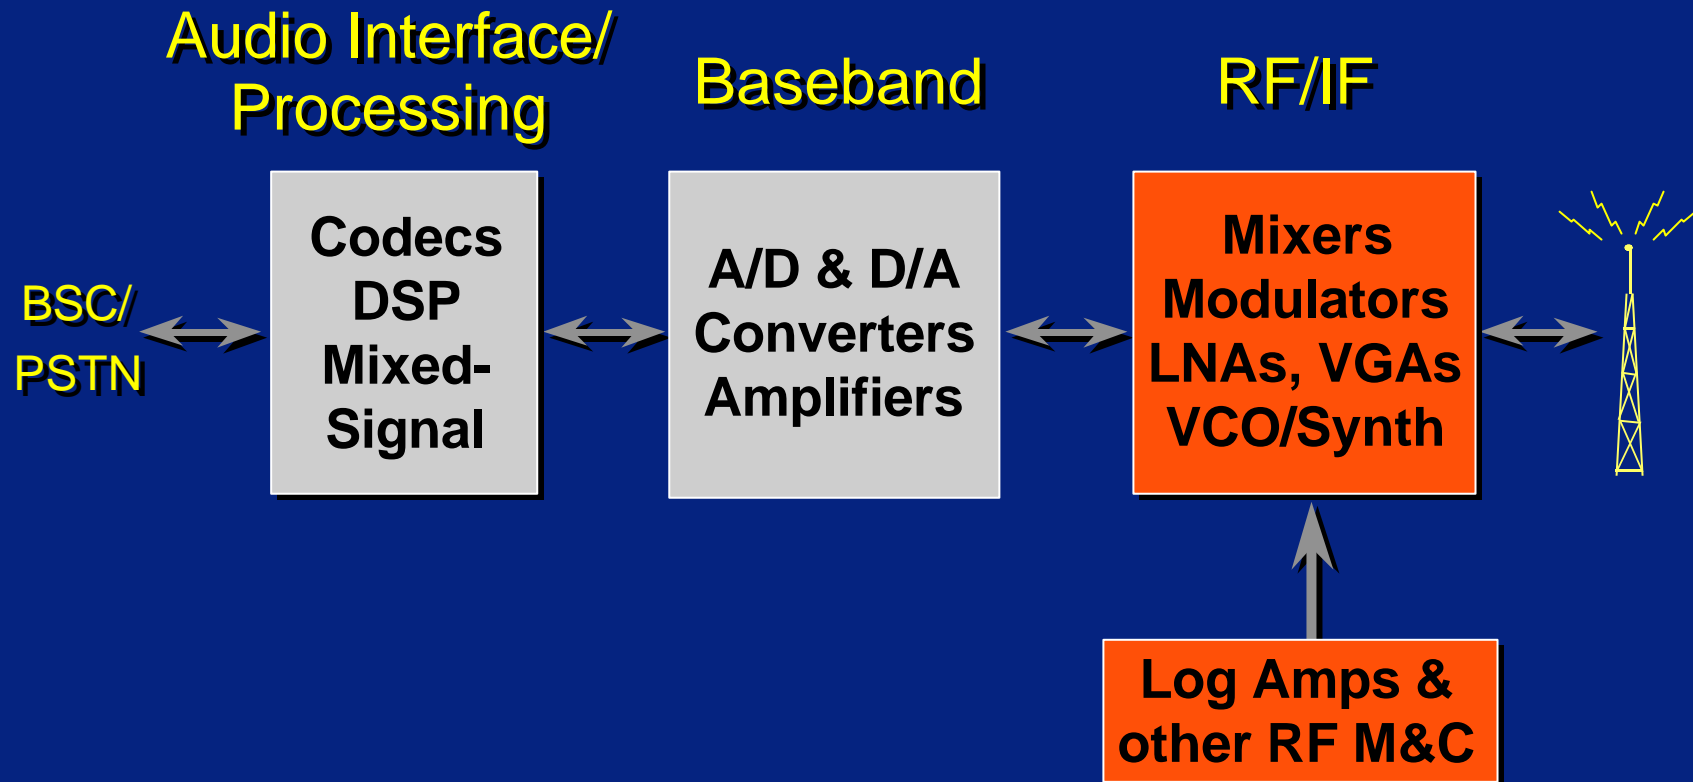 Audio Interface/
Processing
Baseband
RF/IF
BSC/
PSTN
Codecs
DSP
Mixed-
Signal
A/D & D/A
Converters
Amplifiers
Mixers
Modulators
LNAs, VGAs
VCO/Synth
Log Amps &
other RF M&C